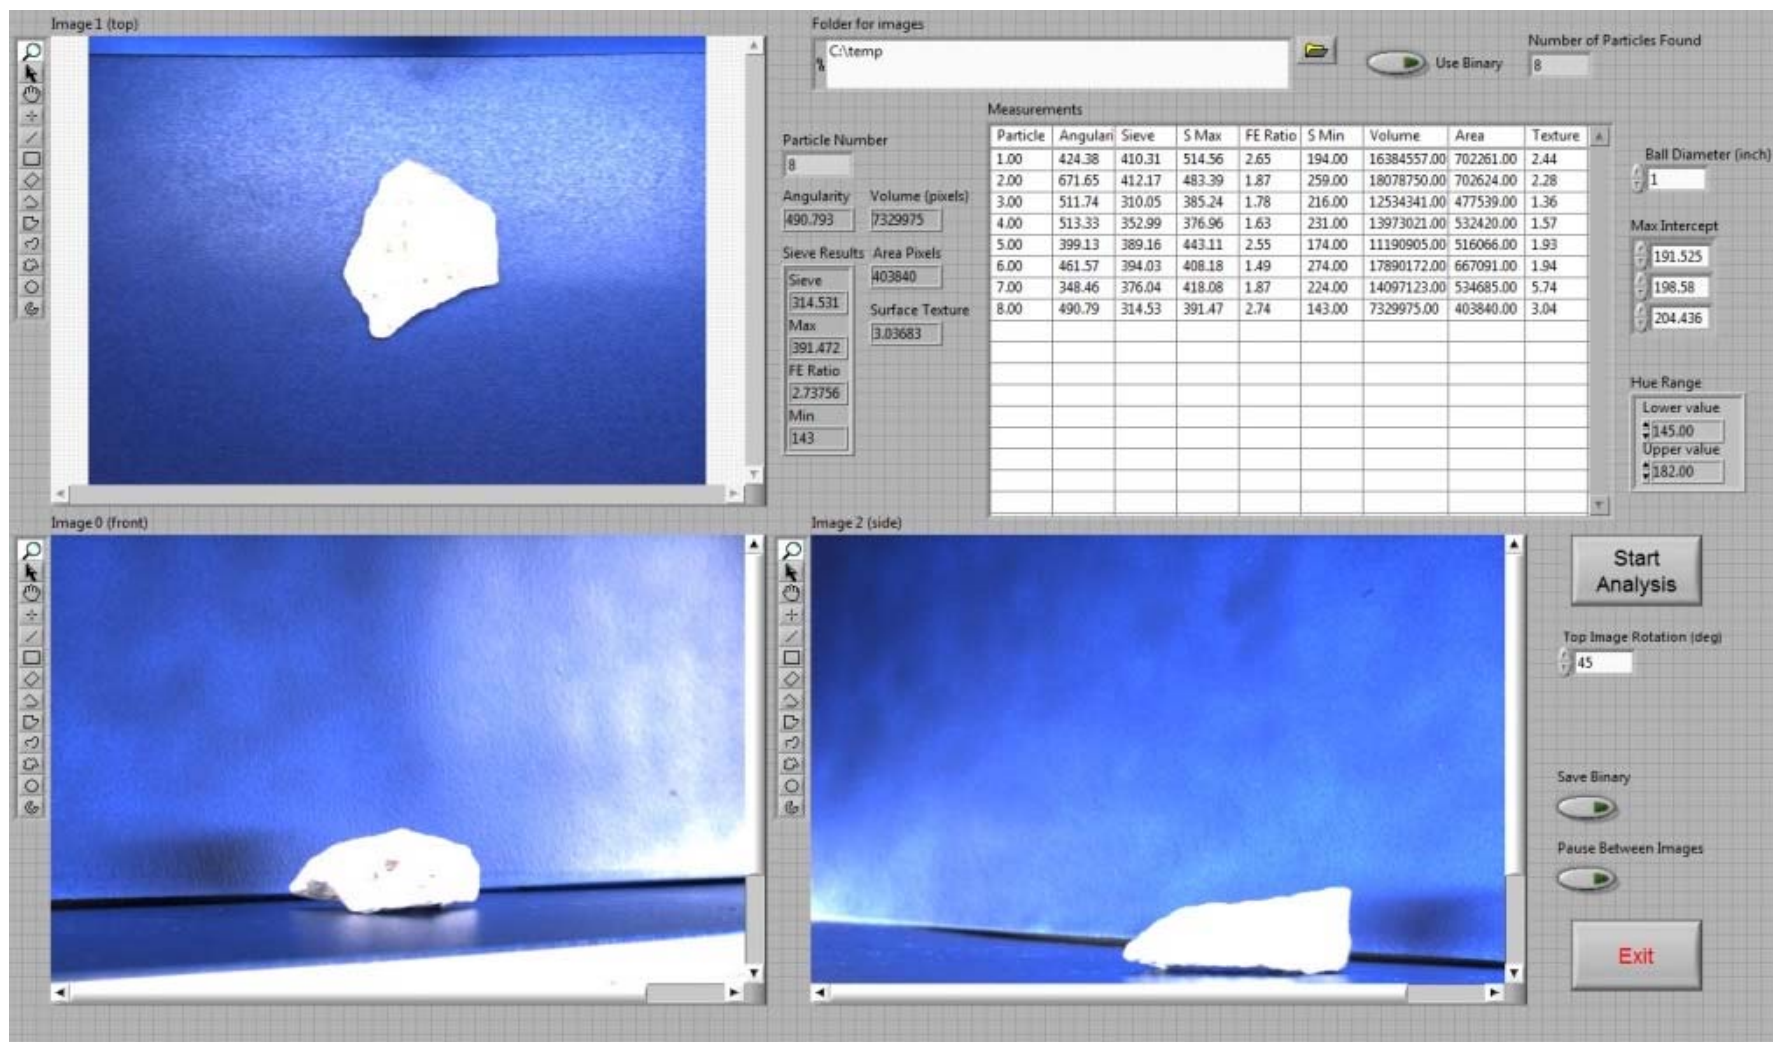 Image 1 (top)
Folder for images
C:\temp
Use Binary
Number of Particles Found
8
Particle Number
8
Angularity Volume (pixels)
490.793 7329975
Sieve Results Area Pixels
403840
Sieve
314.531
Surface Texture
3.03683
Max
391.472
FE Ratio
2.73756
Min
143
Measurements
Particle Angulari Sieve S Max FE Ratio S Min Volume Area Texture
1.00 424.38 410.31 514.56 2.65 194.00 16384557.00 702261.00 2.44
2.00 671.65 412.17 483.39 1.87 259.00 18078750.00 702624.00 2.28
3.00 511.74 310.05 385.24 1.78 216.00 12534341.00 477539.00 1.36
4.00 513.33 352.99 376.96 1.63 231.00 13973021.00 532420.00 1.57
5.00 399.13 389.16 443.11 2.55 174.00 11190905.00 516066.00 1.93
6.00 461.57 394.03 408.18 1.49 274.00 17890172.00 667091.00 1.94
7.00 348.46 376.04 418.08 1.87 224.00 14097123.00 534685.00 5.74
8.00 490.79 314.53 391.47 2.74 143.00 7329975.00 403840.00 3.04
Ball Diameter (inch)
1
Max Intercept
191.525
198.58
204.436
Hue Range
Lower value
145.00
Upper value
182.00
Image 0 (front)
Image 2 (side)
Start
Analysis
Top Image Rotation (deg)
45
Save Binary
Pause Between Images
Exit